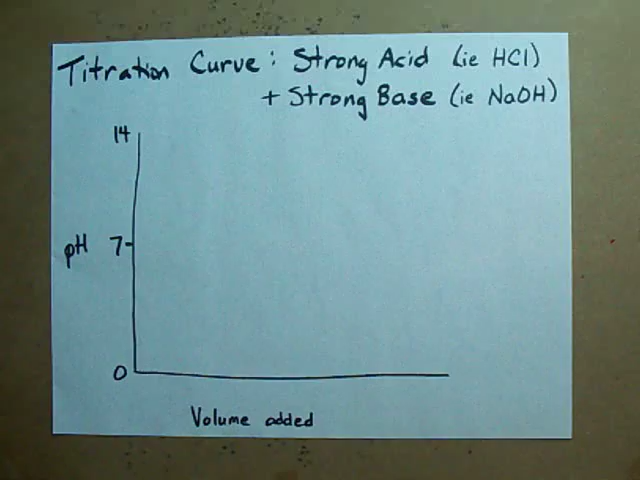 Titration Curve: Strong Acid (ie HCl)
+ Strong Base (ie NaOH)
14
pH 7
0
Volume added